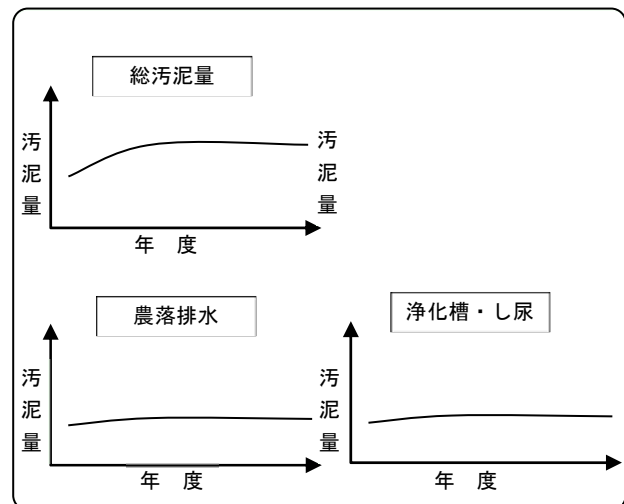 総汚泥量
汚泥量
年 度
汚泥量
農落排水
汚泥量
年 度
浄化槽・し尿
汚泥量
年 度